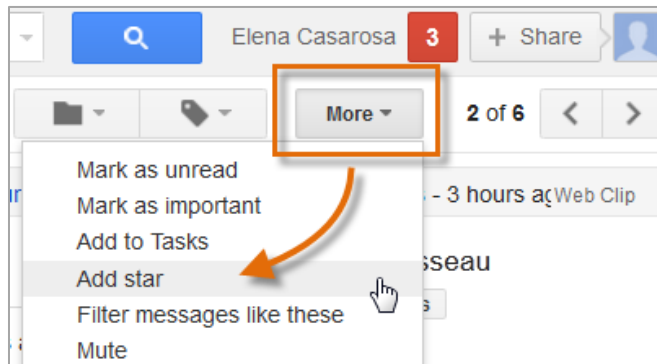 Elena Casarosa 3 + Share
More 2 of 6
Mark as unread
- 3 hours ag Web Clip
Mark as important
Add to Tasks
sseau
Add star
s
Filter messages like these
Mute